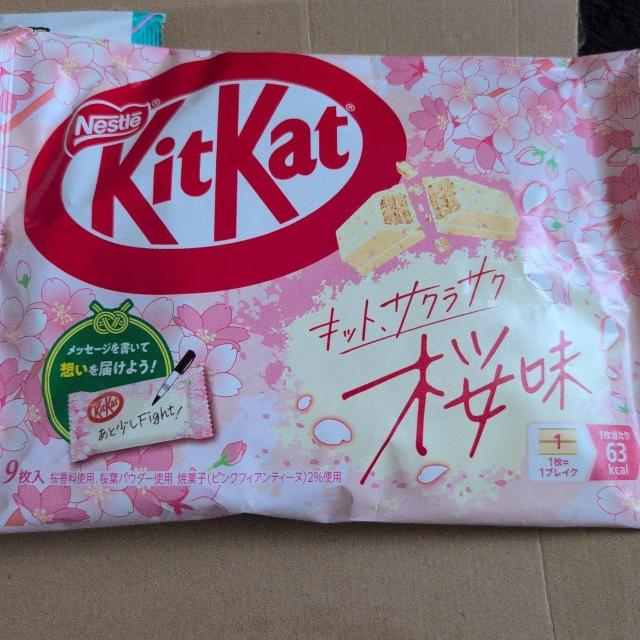 Nestlé®
KitKat®
キット、サクラサク
桜味
メッセージを書いて
想いを届けよう!
KitKat
あと少しFight!
1
1枚=
1ブレイク
1枚当たり
63
kcal
9枚入 桜香料使用、桜葉パウダー使用 焼菓子(ピンクフィアンティーヌ)2%使用